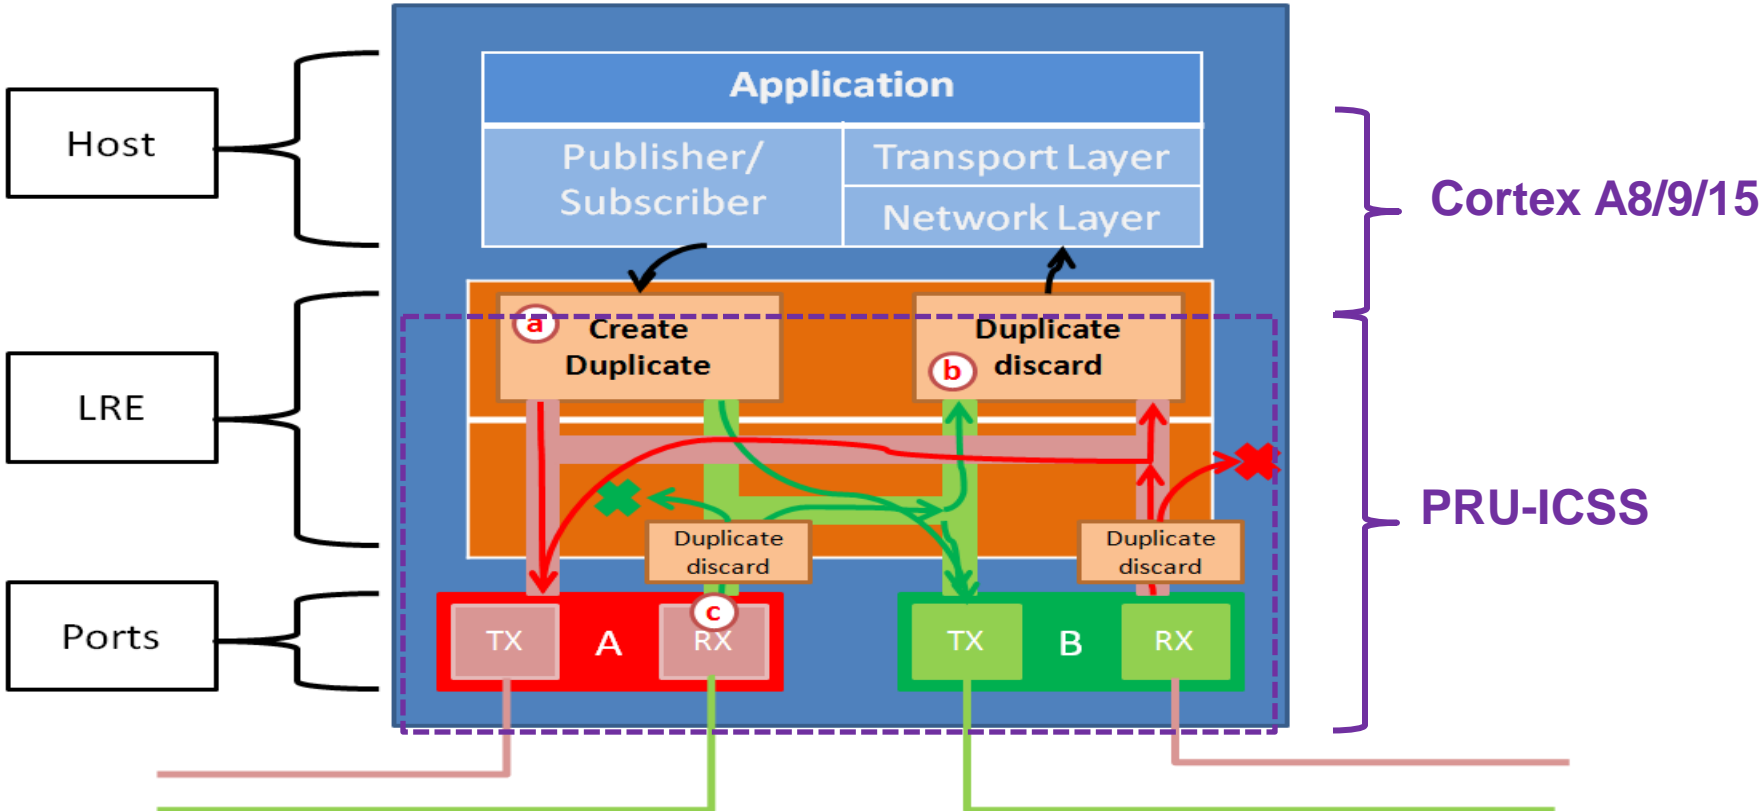 Host
LRE
Ports
Application
Publisher/
Subscriber
Transport Layer
Network Layer
a
Create
Duplicate
Duplicate
discard
b
Duplicate
discard
Duplicate
discard
c
TX
A
RX
TX
B
RX
Cortex A8/9/15
PRU-ICSS